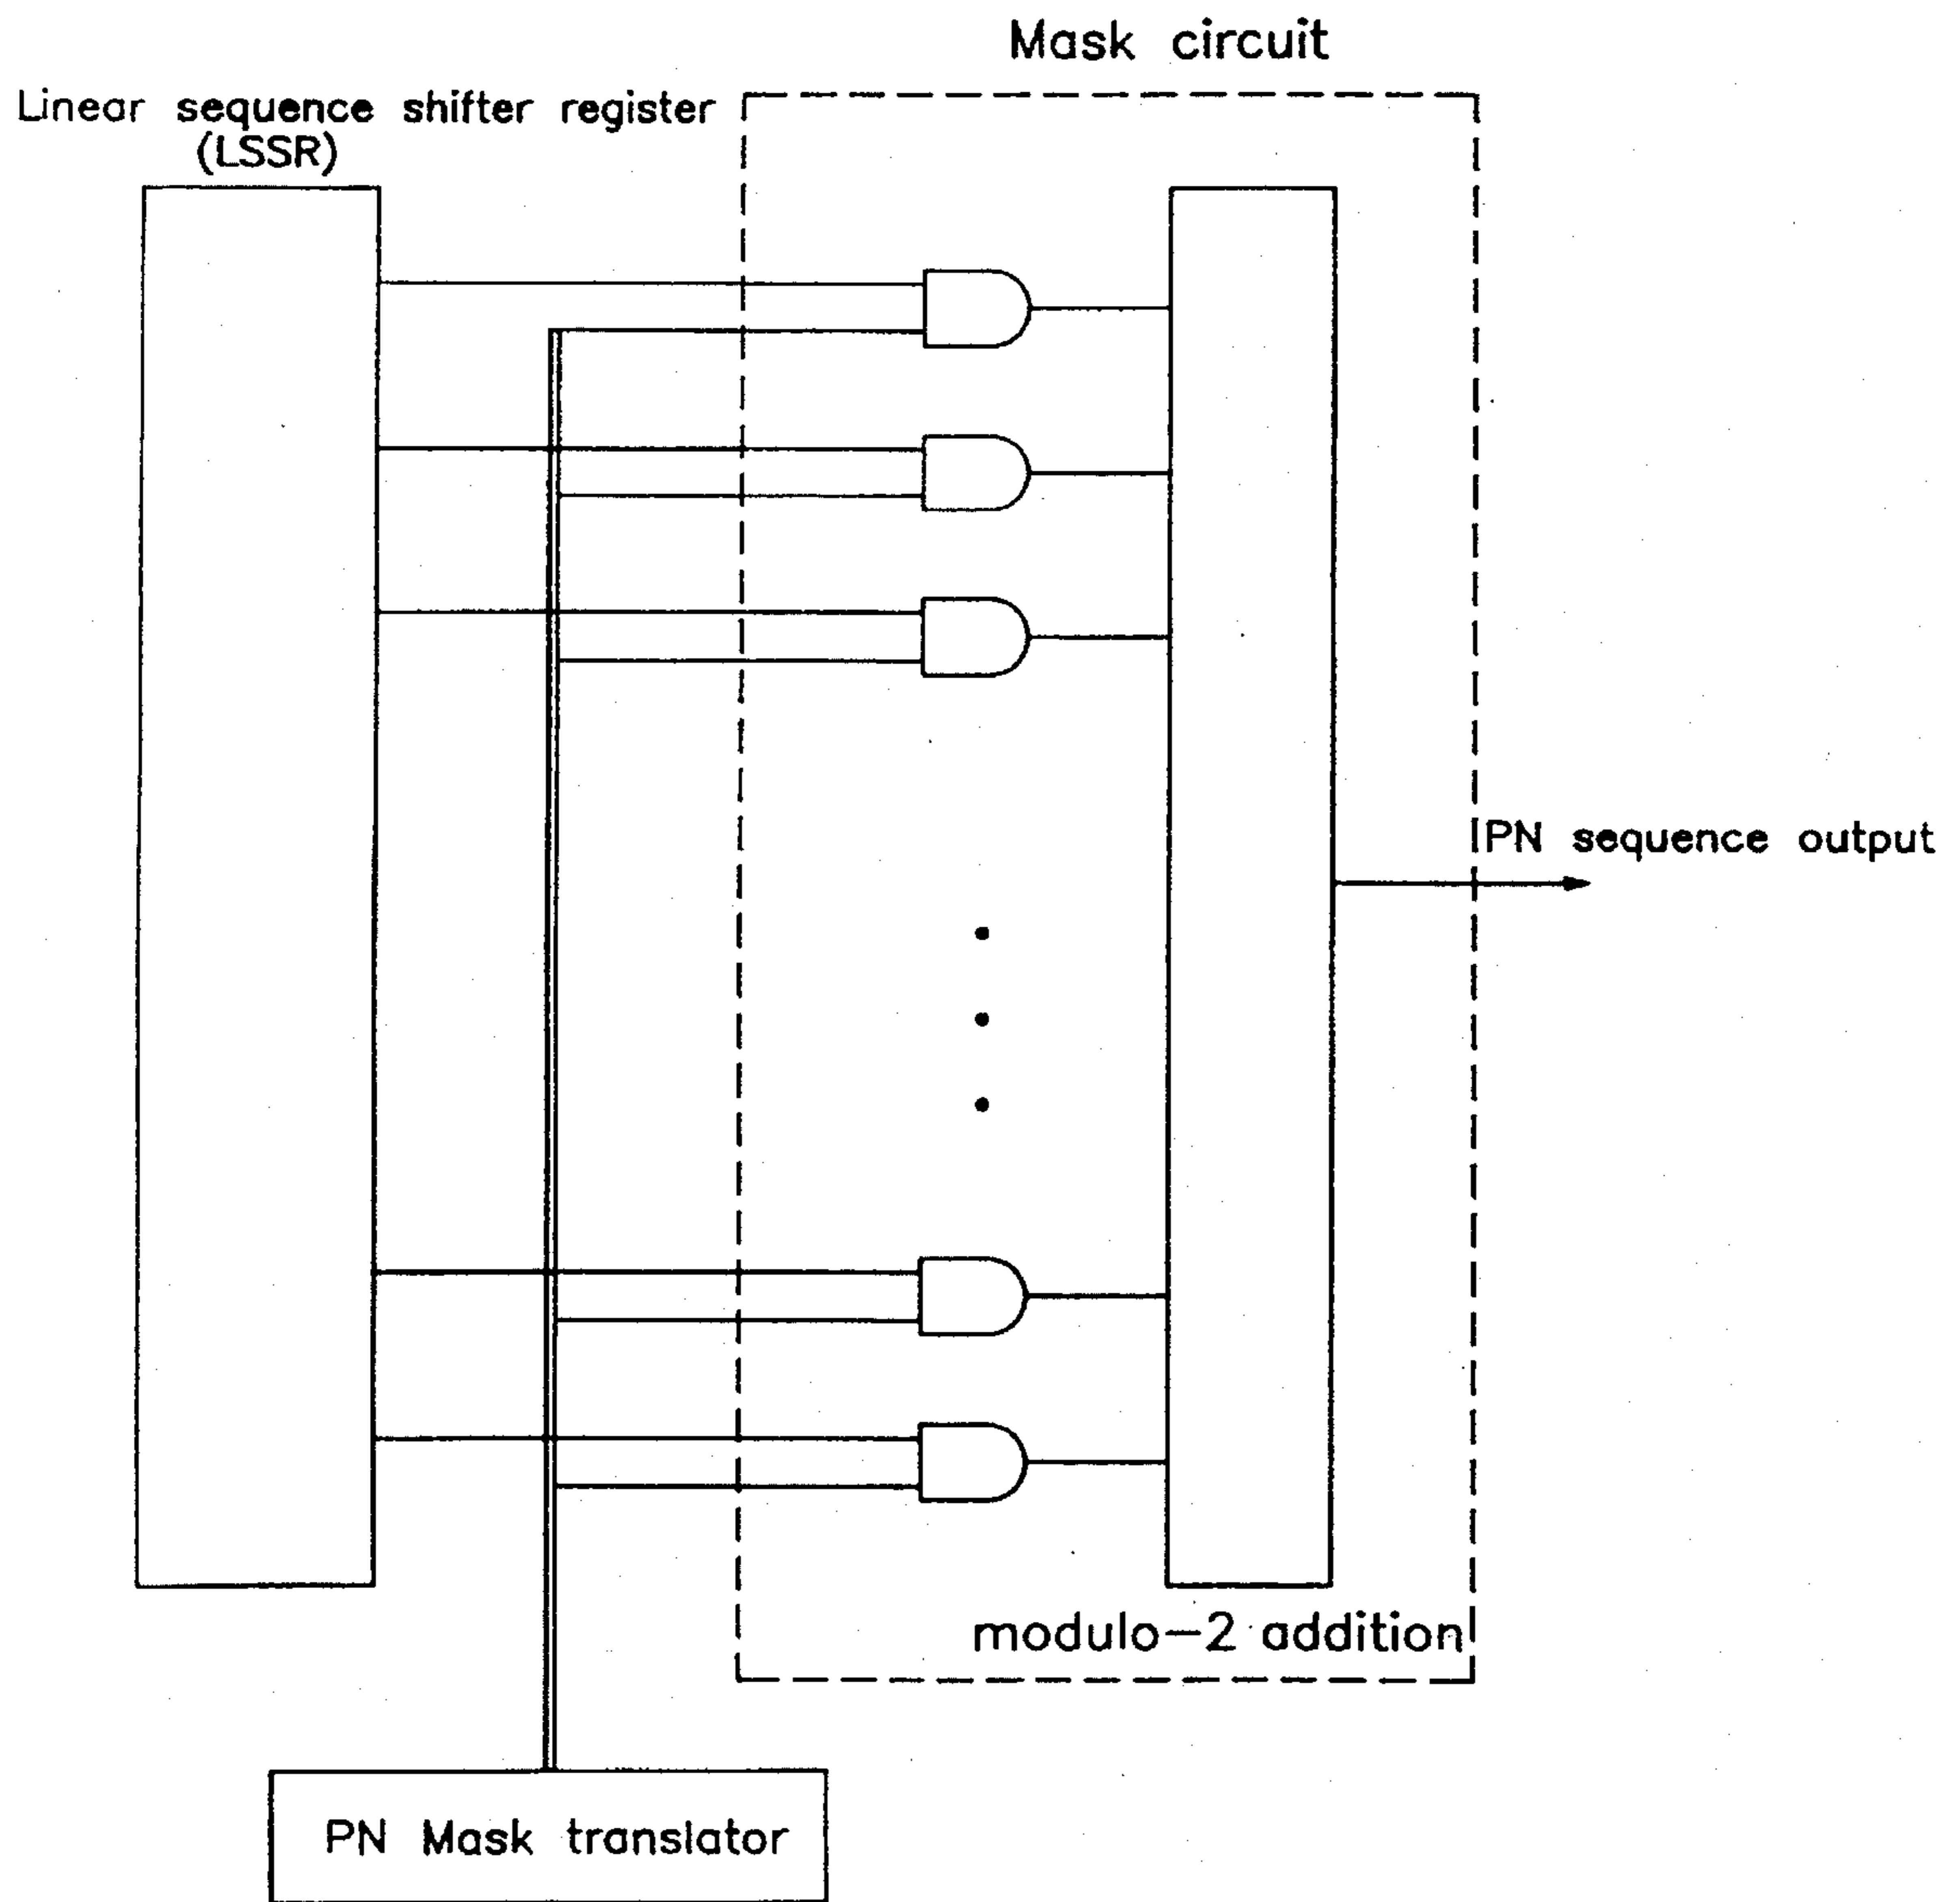 Mask circuit
Linear sequence shifter register
(LSSR)
PN sequence output
modulo-2 addition
PN Mask translator